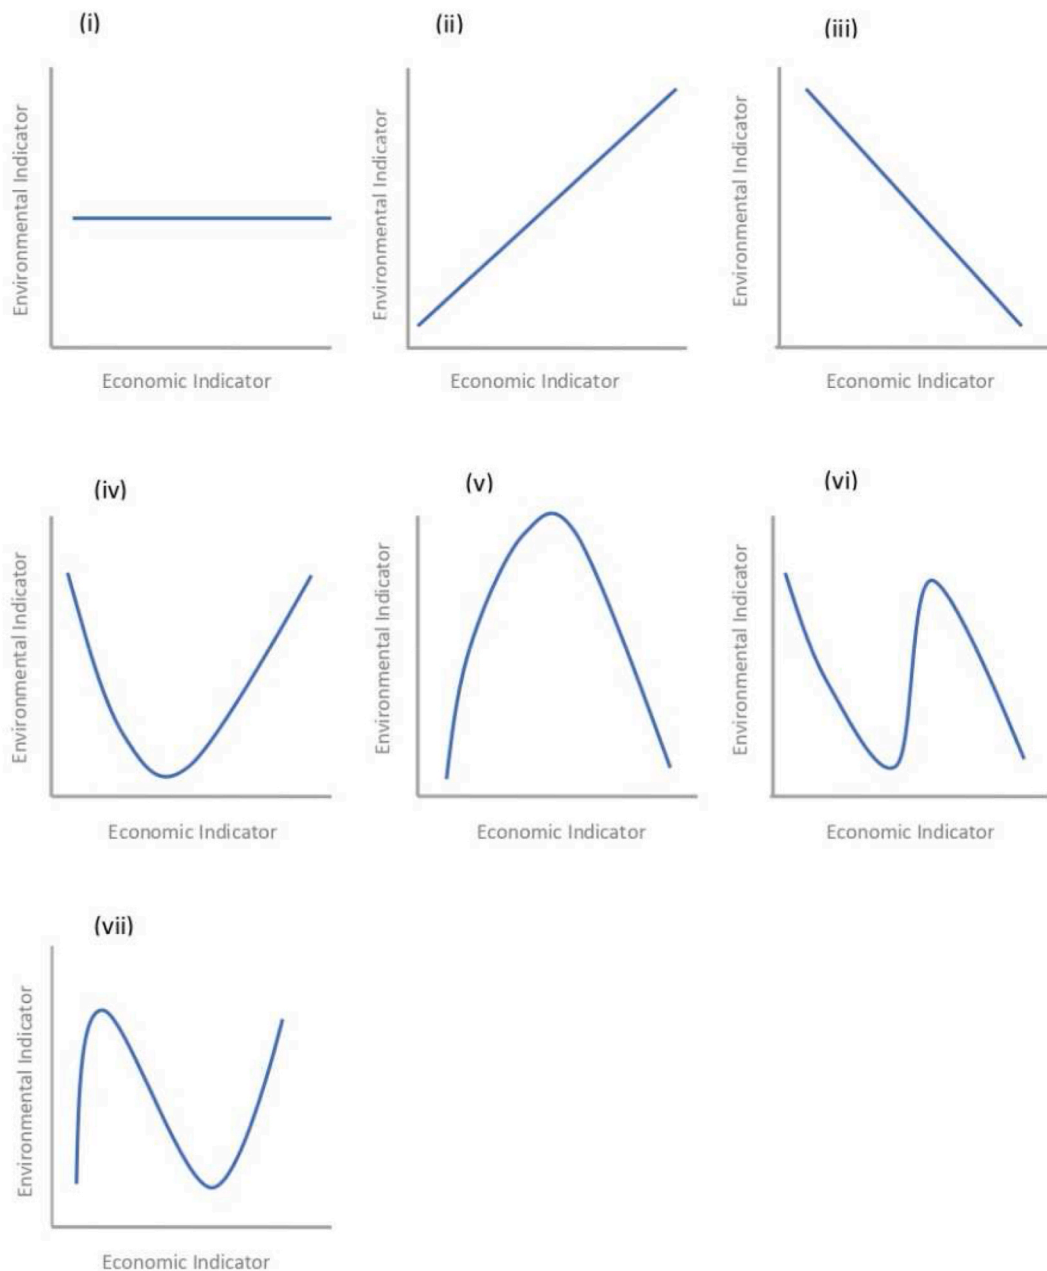 (i)
(ii)
(iii)
Environmental Indicator
Environmental Indicator
Environmental Indicator
Economic Indicator
Economic Indicator
Economic Indicator
(iv)
(v)
(vi)
Environmental Indicator
Environmental Indicator
Environmental Indicator
Economic Indicator
Economic Indicator
Economic Indicator
(vii)
Environmental Indicator
Economic Indicator